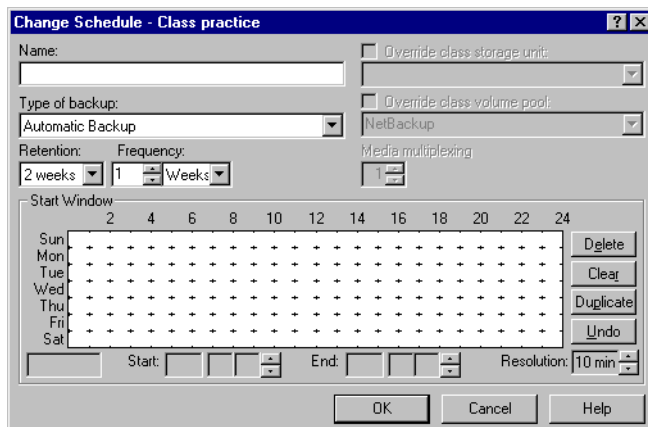 Change Schedule - Class practice
Name:
Override class storage unit:
Type of backup:
Automatic Backup
Override class volume pool:
NetBackup
Retention:
Frequency:
Media multiplexing
2 weeks
1
Weeks
1
Start Window
2 4 6 8 10 12 14 16 18 20 22 24
Sun
Mon
Tue
Wed
Thu
Fri
Sat
Delete
Clear
Duplicate
Undo
Start:
End:
Resolution:
10 min
OK
Cancel
Help